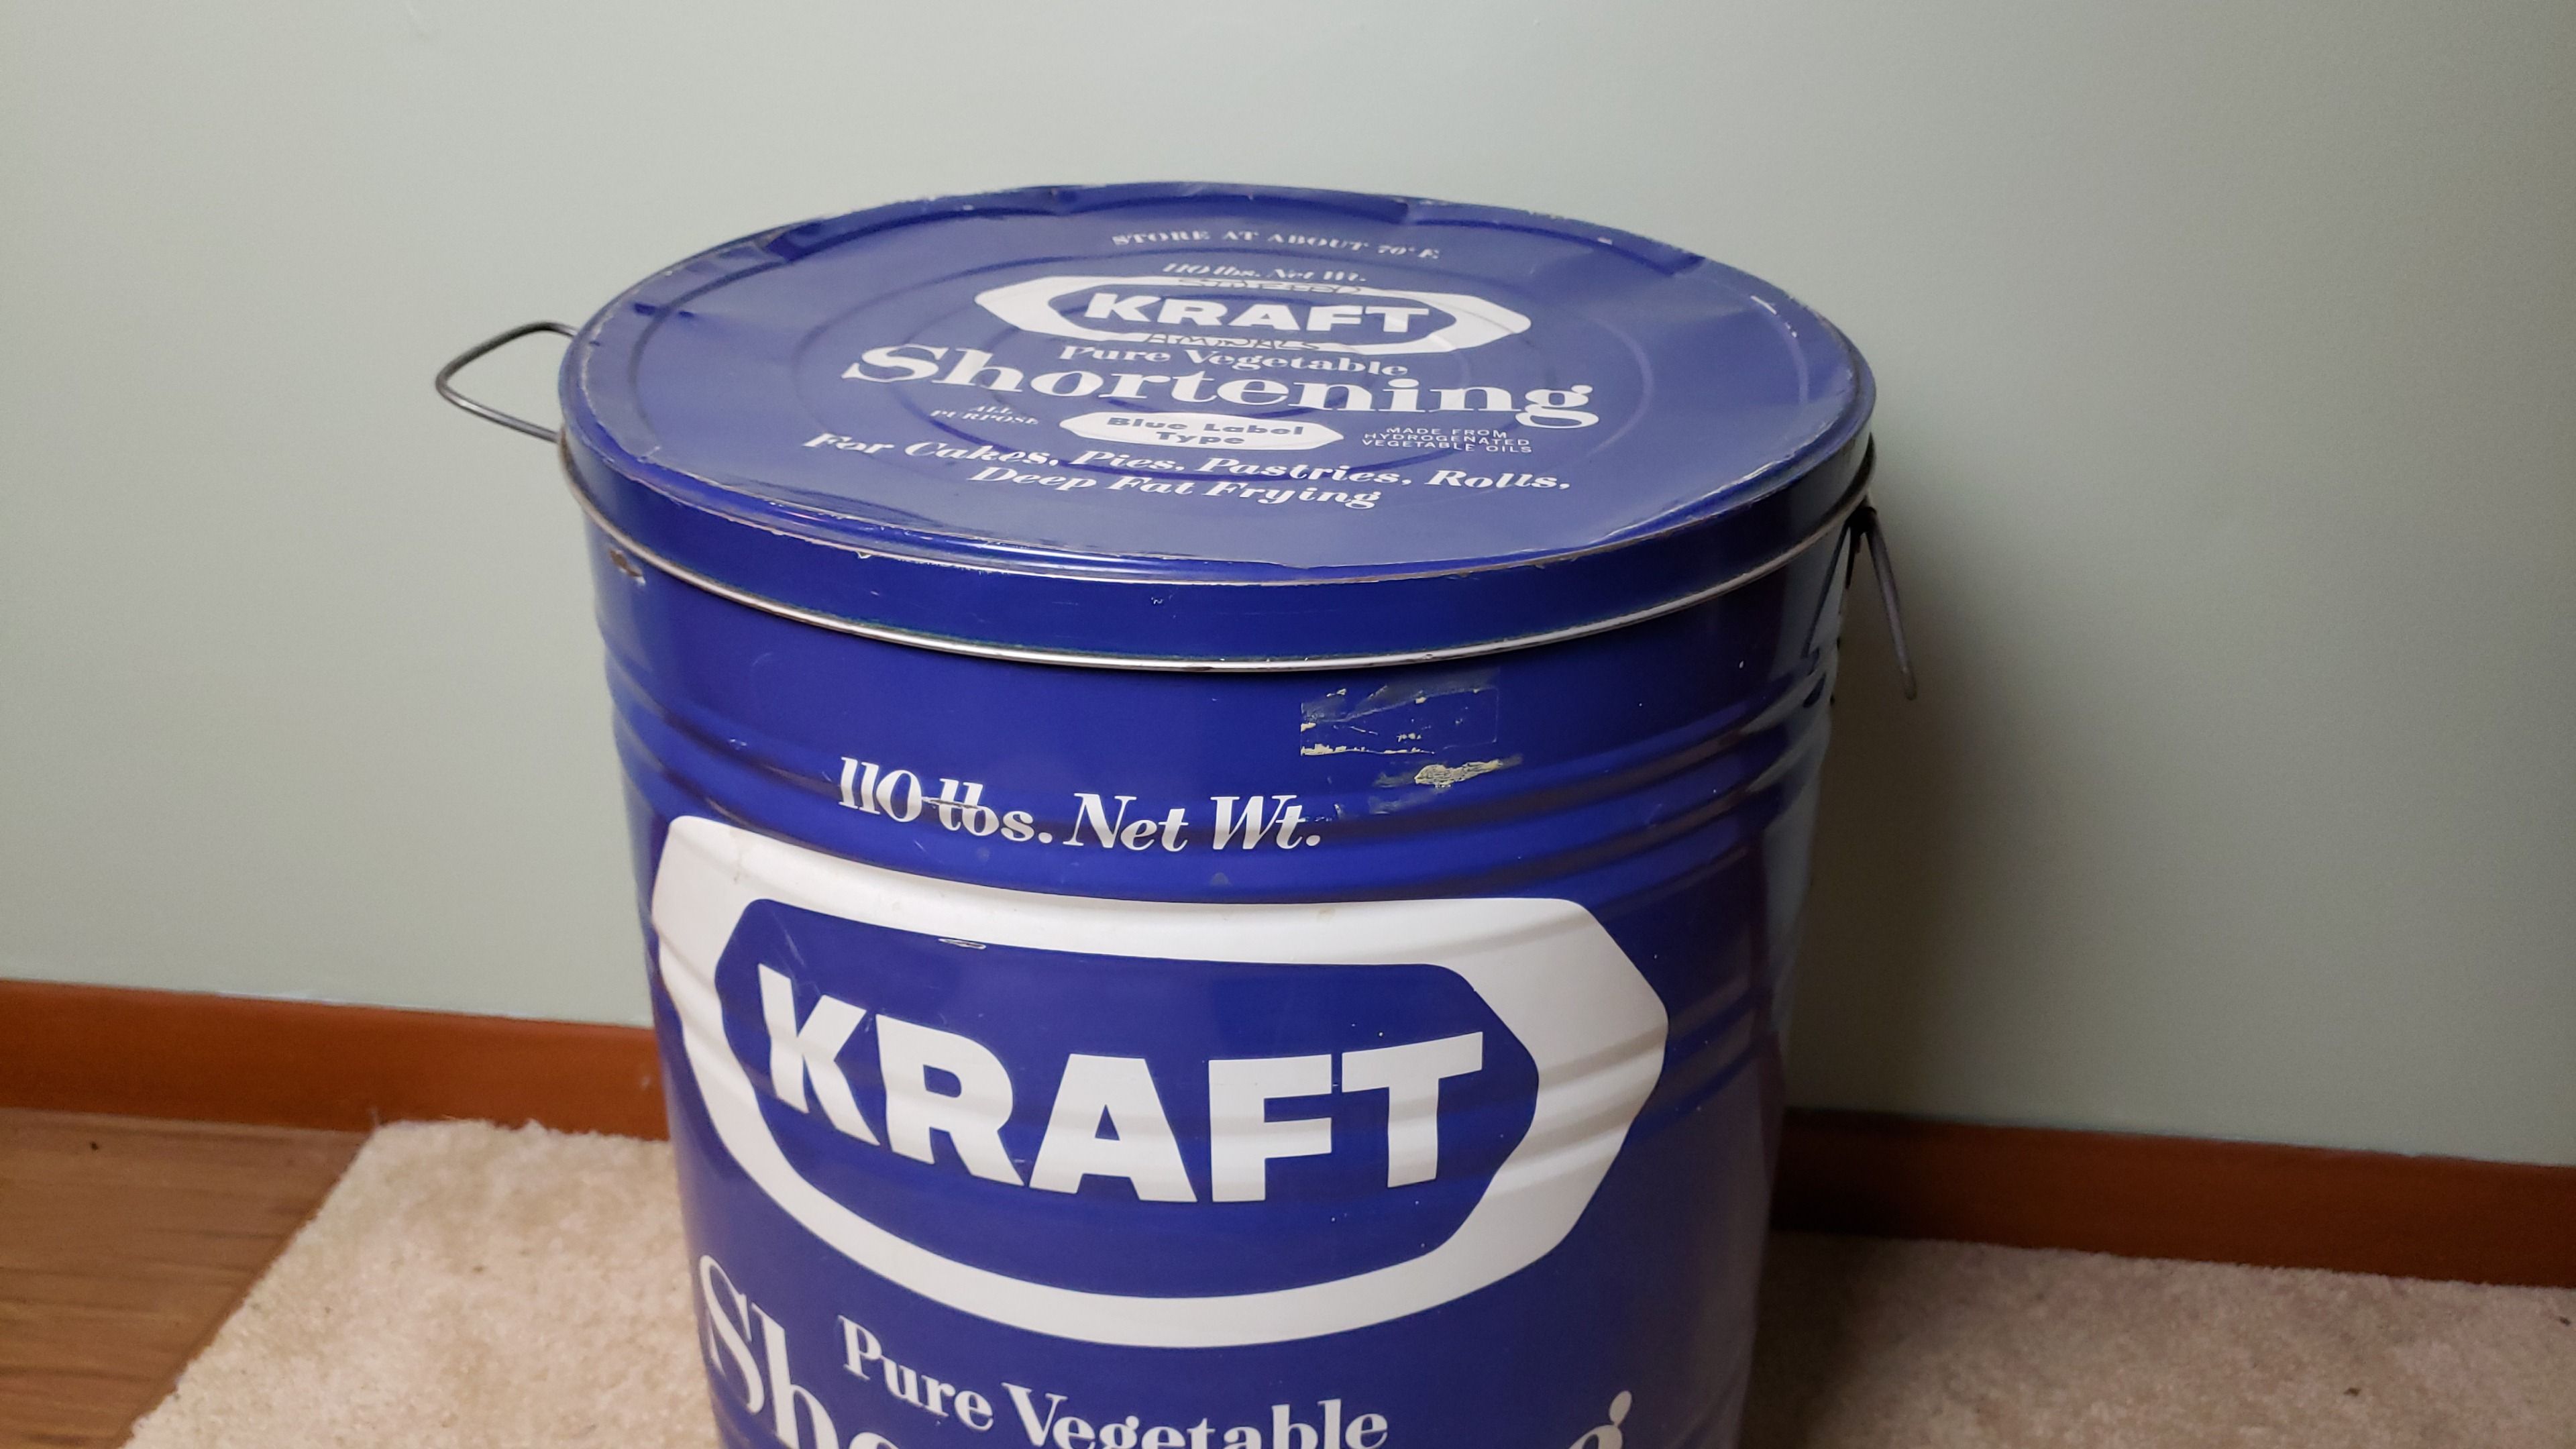 STORE AT ABOUT 70° F.
110 lbs. Net Wt.
KRAFT
Pure Vegetable
Shortening
ALL PURPOSE
Blue Label
Type
MADE FROM
HYDROGENATED
VEGETABLE OILS
For Cakes, Pies, Pastries, Rolls,
Deep Fat Frying
110 lbs. Net Wt.
KRAFT
Pure Vegetable